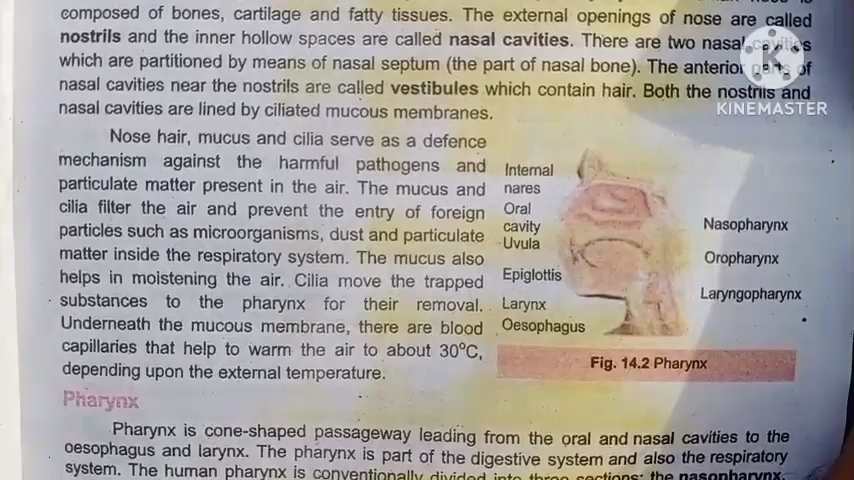 composed of bones, cartilage and fatty tissues. The external openings of nose are called
nostrils and the inner hollow spaces are called nasal cavities. There are two nasal cavities
which are partitioned by means of nasal septum (the part of nasal bone). The anterior parts of
nasal cavities near the nostrils are called vestibules which contain hair. Both the nostrils and
nasal cavities are lined by ciliated mucous membranes.
KINEMASTER
Nose hair, mucus and cilia serve as a defence
mechanism against the harmful pathogens and
particulate matter present in the air. The mucus and
cilia filter the air and prevent the entry of foreign
particles such as microorganisms, dust and particulate
matter inside the respiratory system. The mucus also
helps in moistening the air. Cilia move the trapped
substances to the pharynx for their removal.
Underneath the mucous membrane, there are blood
capillaries that help to warm the air to about 30°C,
depending upon the external temperature.
Internal
nares
Oral
cavity
Uvula
Epiglottis
Larynx
Oesophagus
Nasopharynx
Oropharynx
Laryngopharynx
Fig. 14.2 Pharynx
Pharynx
Pharynx is cone-shaped passageway leading from the oral and nasal cavities to the
oesophagus and larynx. The pharynx is part of the digestive system and also the respiratory
system. The human pharynx is conventionally divided into three sections: the nasopharynx,